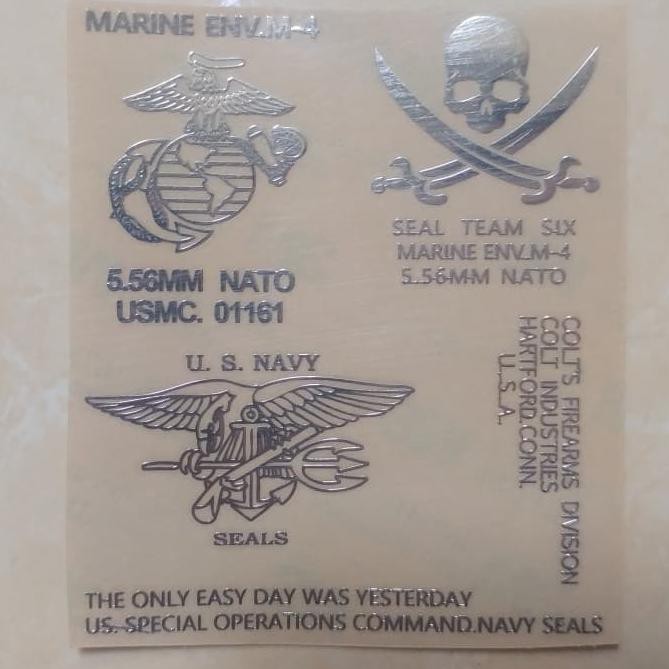 MARINE ENV.M-4
5.56MM NATO
USMC. 01161
SEAL TEAM SIX
MARINE ENV.M-4
5.56MM NATO
U. S. NAVY
SEALS
COLT'S FIREARMS DIVISION
COLT INDUSTRIES
HARTFORD.CONN.
U.S.A.
THE ONLY EASY DAY WAS YESTERDAY
US. SPECIAL OPERATIONS COMMAND.NAVY SEALS